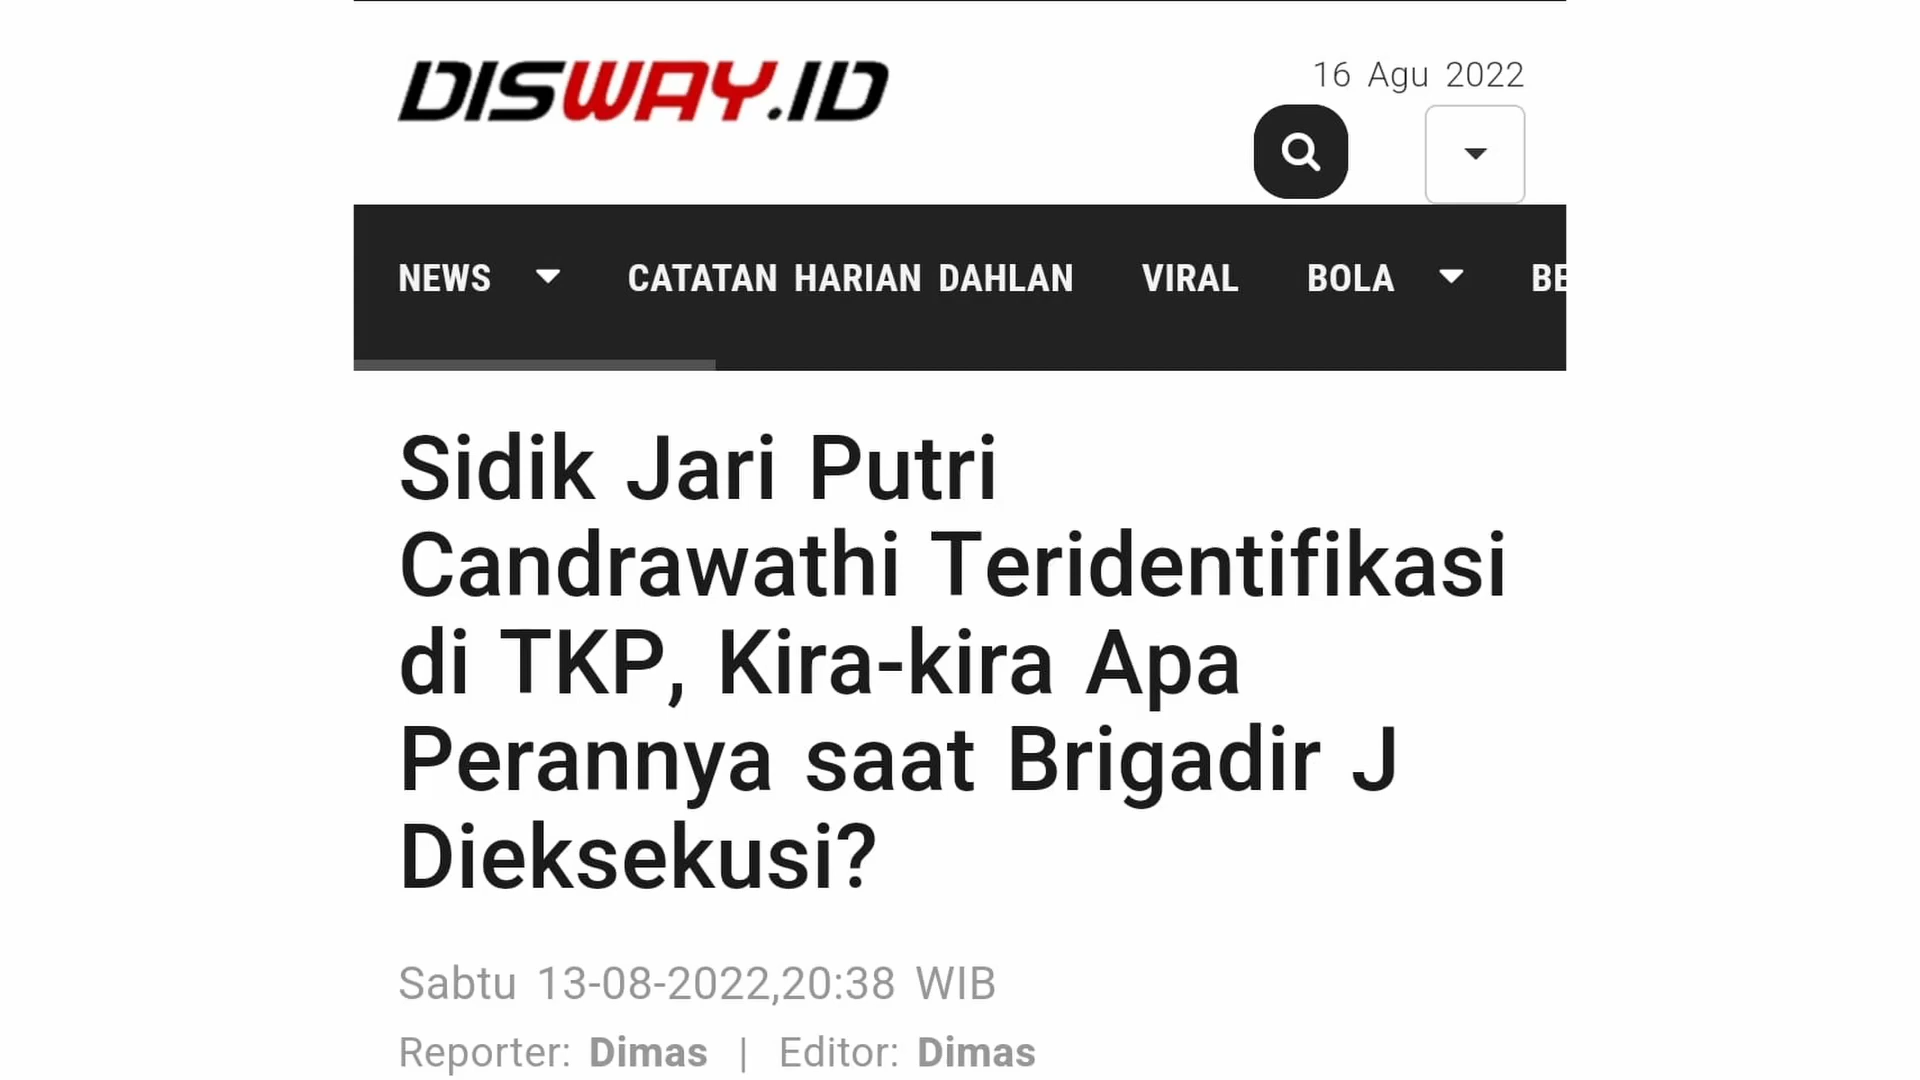 DISWAY.ID
16 Agu 2022
NEWS CATATAN HARIAN DAHLAN VIRAL BOLA BE
Sidik Jari Putri
Candrawathi Teridentifikasi
di TKP, Kira-kira Apa
Perannya saat Brigadir J
Dieksekusi?
Sabtu 13-08-2022,20:38 WIB
Reporter: Dimas | Editor: Dimas